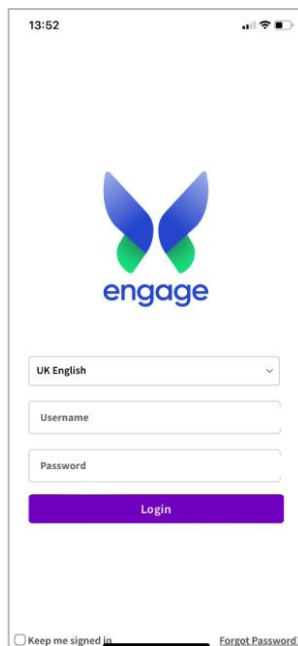 13:52
engage
UK English
Username
Password
Login
Keep me signed in
Forgot Password?